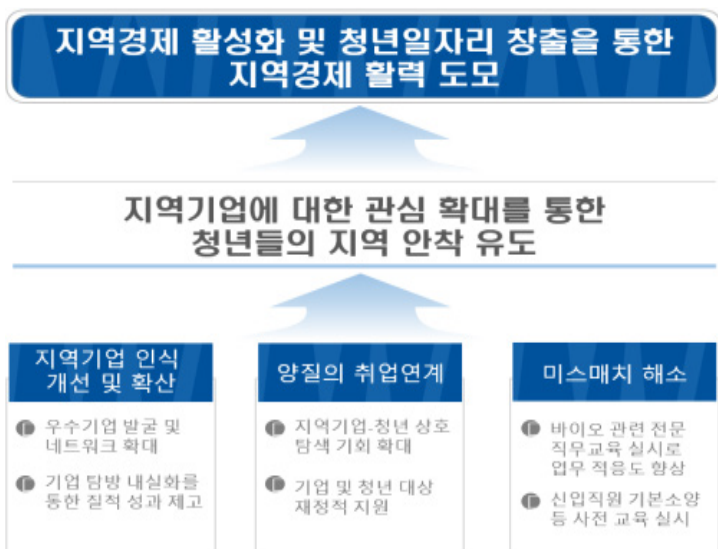 지역경제 활성화 및 청년일자리 창출을 통한
지역경제 활력 도모
지역기업에 대한 관심 확대를 통한
청년들의 지역 안착 유도
지역기업 인식
개선 및 확산
우수기업 발굴 및
네트워크 확대
기업 탐방 내실화를
통한 질적 성과 제고
양질의 취업연계
지역기업-청년 상호
탐색 기회 확대
기업 및 청년 대상
재정적 지원
미스매치 해소
바이오 관련 전문
직무교육 실시로
업무 적응도 향상
신입직원 기본소양
등 사전 교육 실시